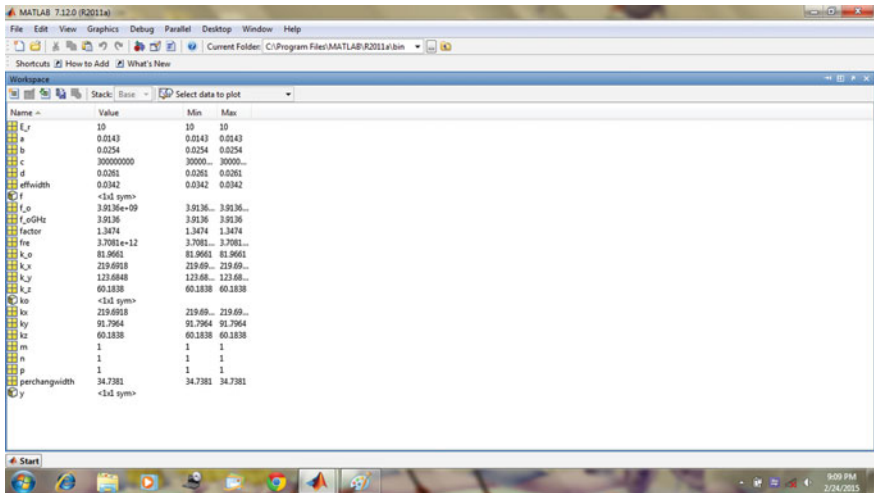 MATLAB 7.12.0 (R2011a)
File Edit View Graphics Debug Parallel Desktop Window Help
Current Folder: C:\Program Files\MATLAB\R2011a\bin
Shortcuts How to Add What's New
Workspace
Stack: Base Select data to plot
Name Value Min Max
E_r 10 10 10
a 0.0143 0.0143 0.0143
b 0.0254 0.0254 0.0254
c 300000000 30000... 30000...
d 0.0261 0.0261 0.0261
effwidth 0.0342 0.0342 0.0342
f <1x1 sym>
f_o 3.9136e+09 3.9136... 3.9136...
f_oGHz 3.9136 3.9136 3.9136
factor 1.3474 1.3474 1.3474
fre 3.7081e+12 3.7081... 3.7081...
k_o 81.9661 81.9661 81.9661
k_x 219.6918 219.69... 219.69...
k_y 123.6848 123.68... 123.68...
k_z 60.1838 60.1838 60.1838
ko <1x1 sym>
kx 219.6918 219.69... 219.69...
ky 91.7964 91.7964 91.7964
kz 60.1838 60.1838 60.1838
m 1 1 1
n 1 1 1
p 1 1 1
perchangwidth 34.7381 34.7381 34.7381
y <1x1 sym>
Start
9:09 PM
2/24/2015